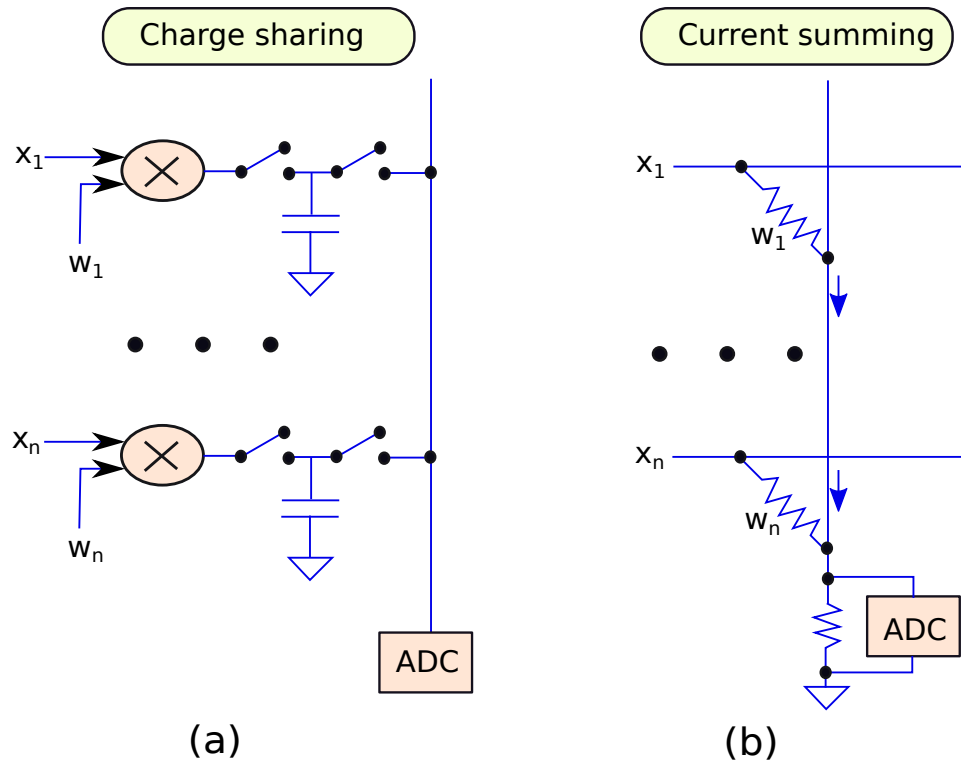 Charge sharing
x1
w1
xn
wn
ADC
(a)
Current summing
x1
w1
xn
wn
ADC
(b)